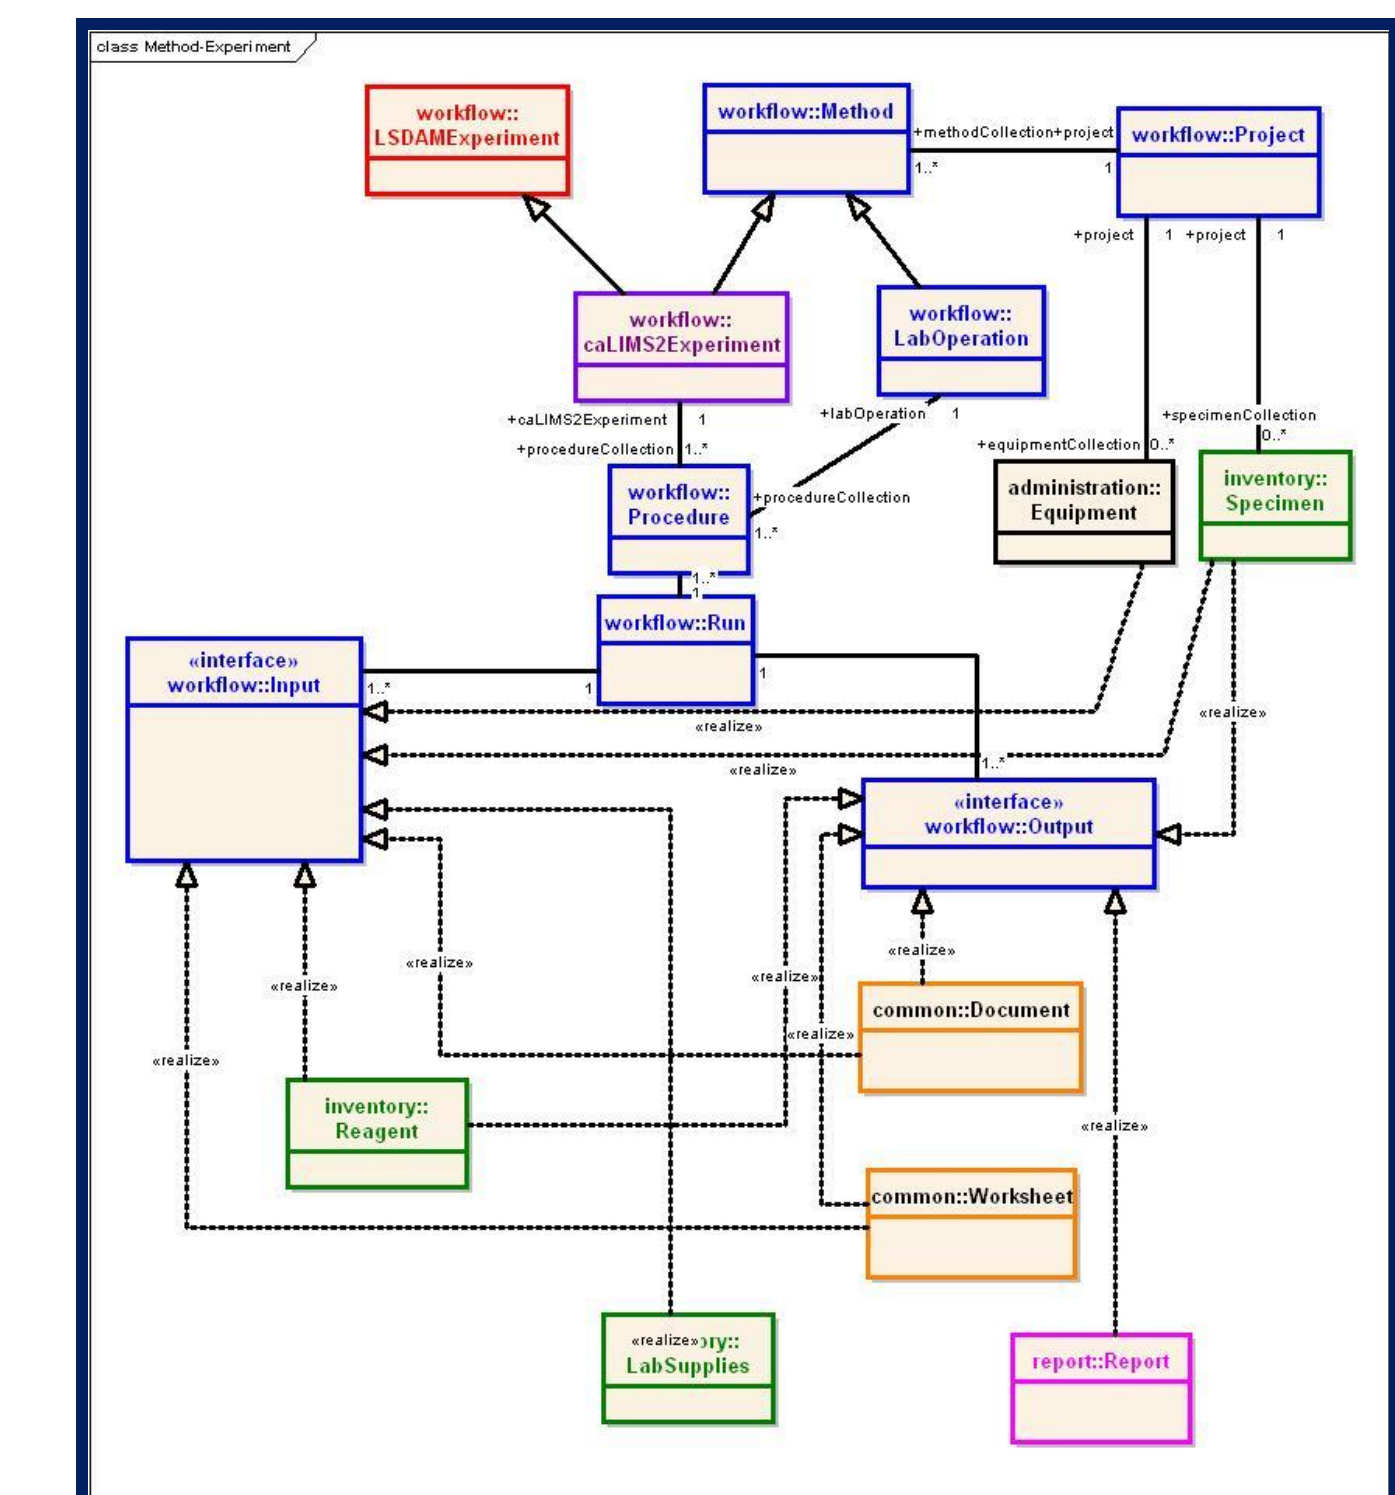 class Method-Experiment
workflow::
LSDAMExperiment
workflow::Method
+methodCollection+project
1..*
1
workflow::Project
+project
1
+project
1
workflow::
caLIMS2Experiment
workflow::
LabOperation
+caLIMS2Experiment
1
+procedureCollection
1..*
+labOperation
1
+specimenCollection
0..*
+equipmentCollection
0..*
workflow::
Procedure
+procedureCollection
1..*
administration::
Equipment
inventory::
Specimen
1..*
1
workflow::Run
«interface»
workflow::Input
1..*
1
1
«realize»
«realize»
«realize»
1..*
«interface»
workflow::Output
«realize»
«realize»
«realize»
«realize»
«realize»
«realize»
common::Document
inventory::
Reagent
«realize»
common::Worksheet
«realize»ory::
LabSupplies
report::Report